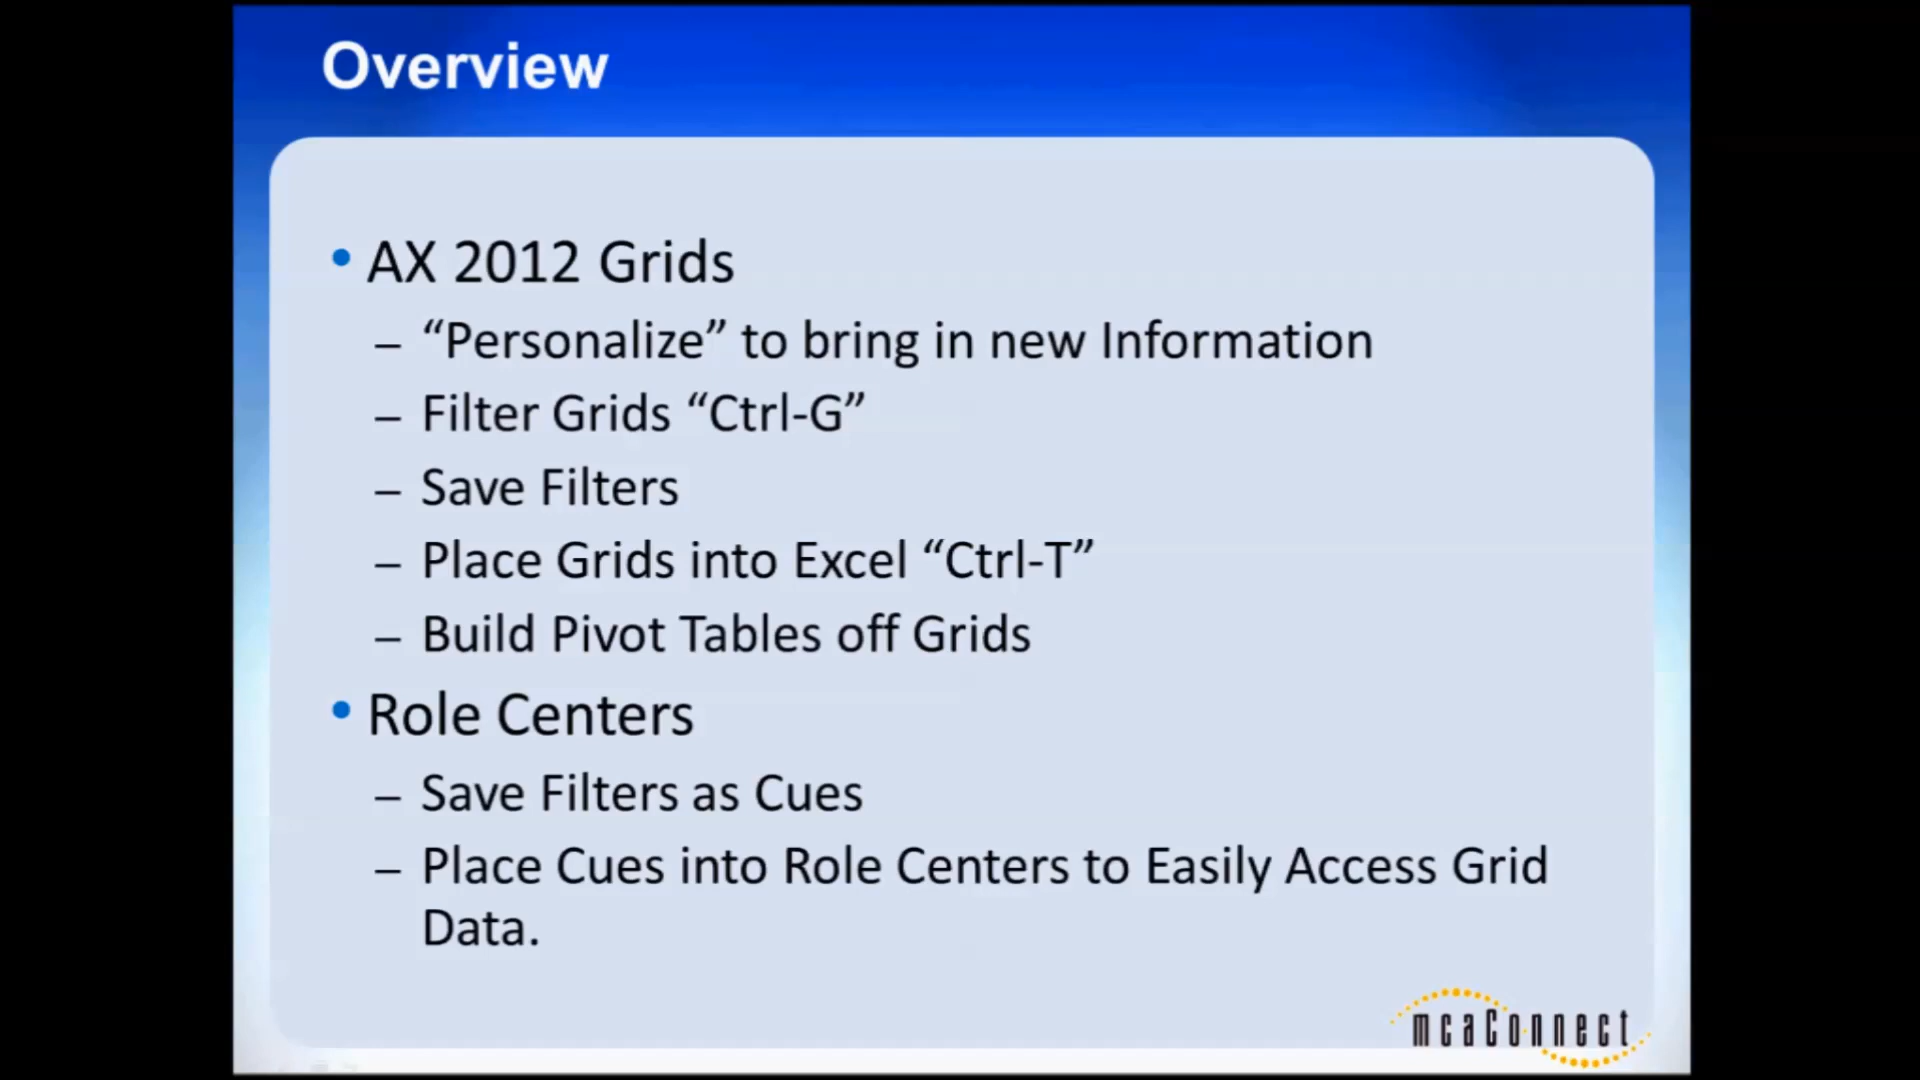 Overview
• AX 2012 Grids
– “Personalize” to bring in new Information
– Filter Grids “Ctrl-G”
– Save Filters
– Place Grids into Excel “Ctrl-T”
– Build Pivot Tables off Grids
• Role Centers
– Save Filters as Cues
– Place Cues into Role Centers to Easily Access Grid
Data.
mcaConnect